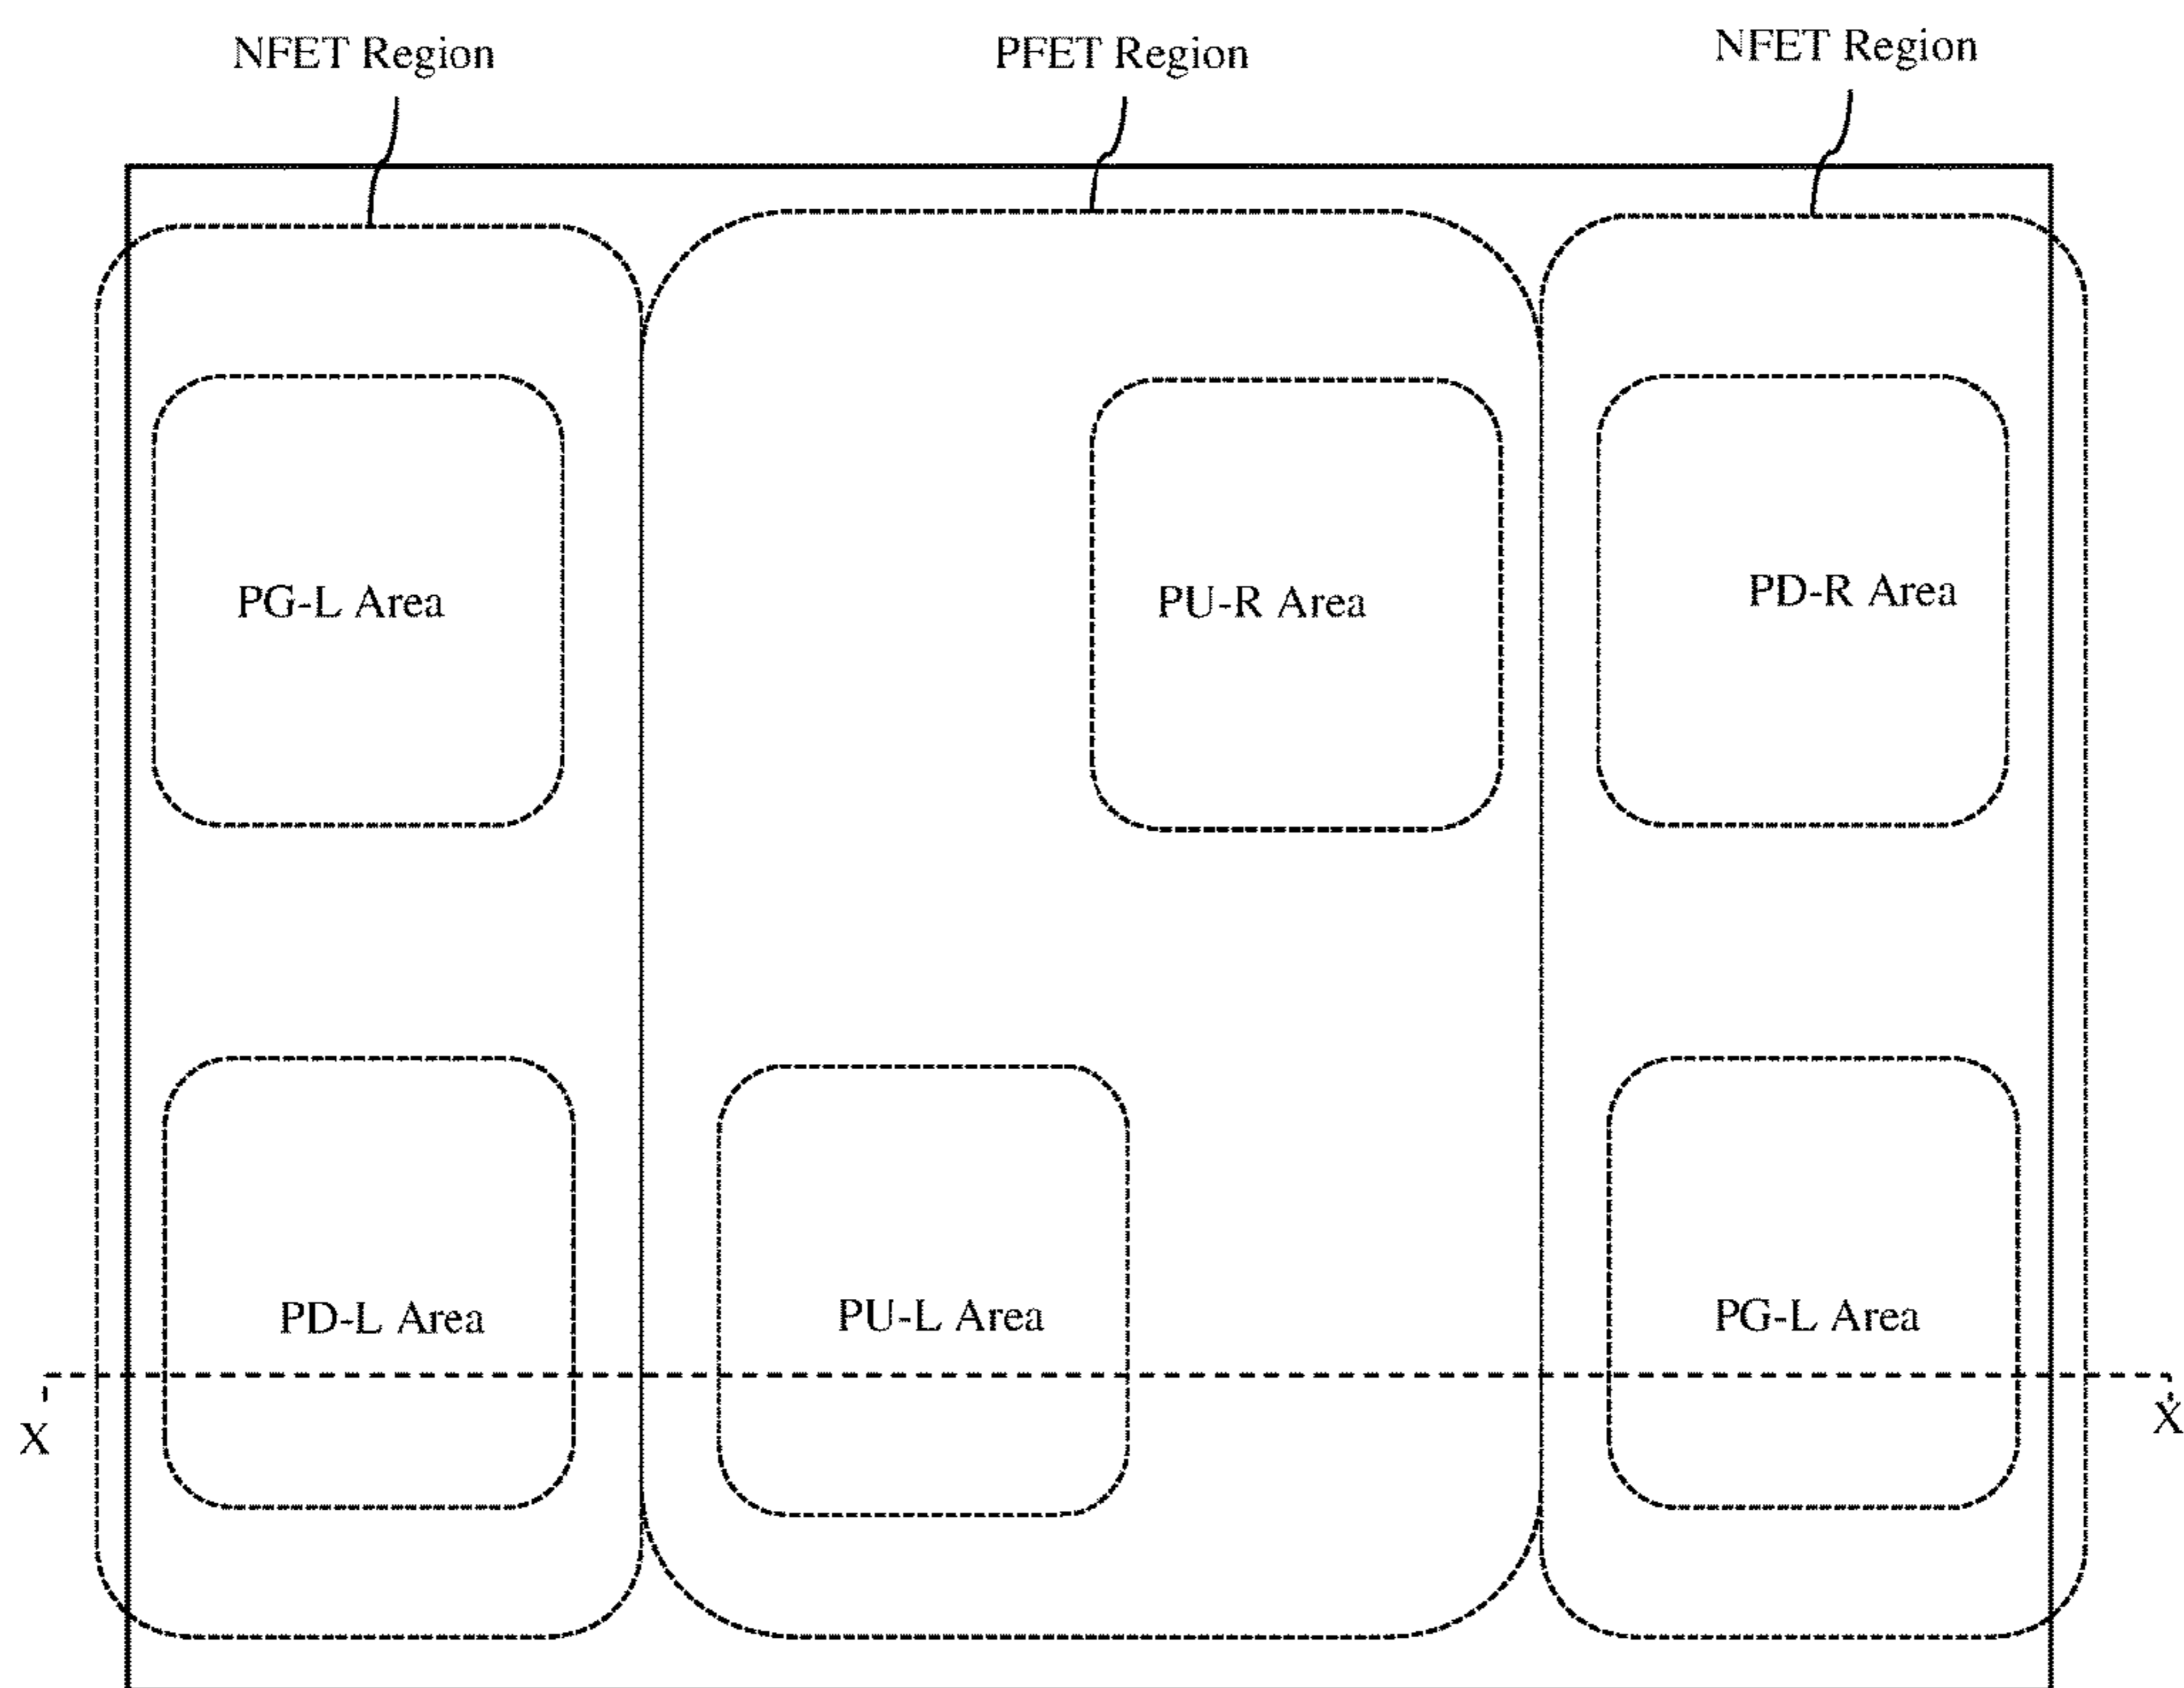 NFET Region
PFET Region
NFET Region
PG-L Area
PU-R Area
PD-R Area
PD-L Area
PU-L Area
PG-L Area
X
X